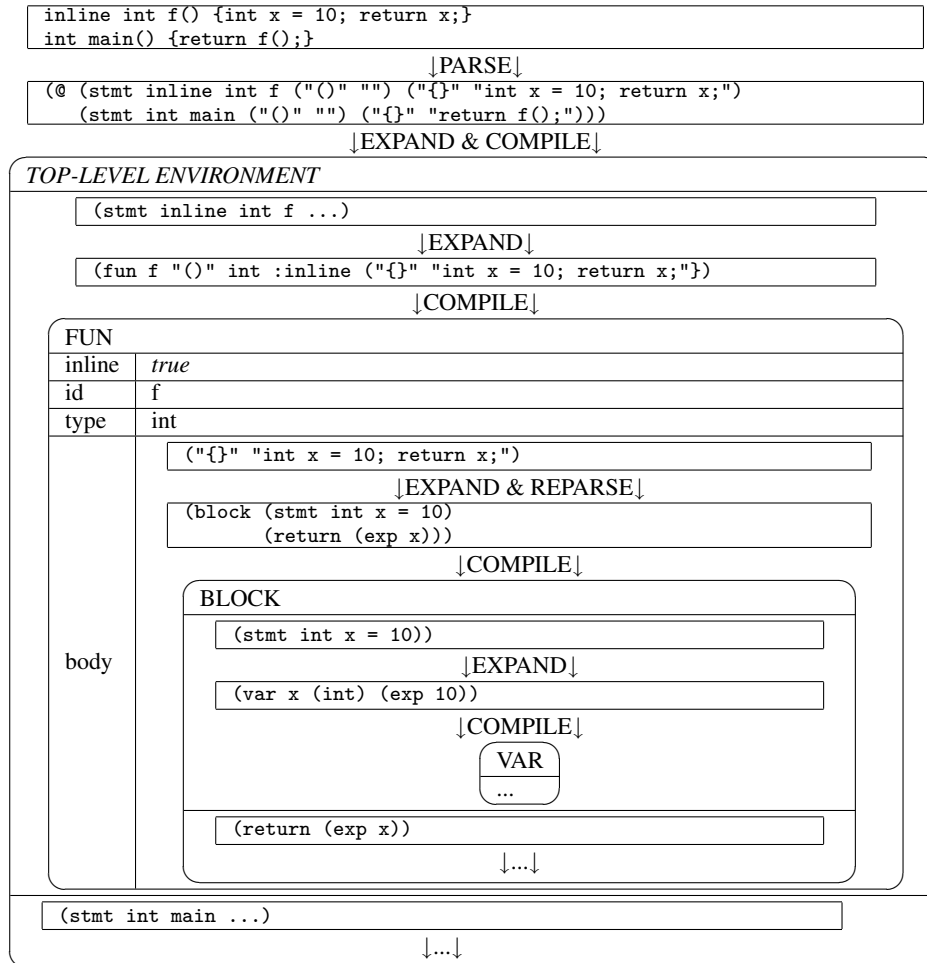 inline int f() {int x = 10; return x;}
int main() {return f();}
↓PARSE↓
(@ (stmt inline int f ("()" "") ("{}" "int x = 10; return x;")
(stmt int main ("()" "") ("{}" "return f();")))
↓EXPAND & COMPILE↓
TOP-LEVEL ENVIRONMENT
(stmt inline int f ...)
↓EXPAND↓
(fun f "()" int :inline ("{}" "int x = 10; return x;"})
↓COMPILE↓
FUN
inline true
id f
type int
body
("{}" "int x = 10; return x;")
↓EXPAND & REPARSE↓
(block (stmt int x = 10)
(return (exp x)))
↓COMPILE↓
BLOCK
(stmt int x = 10))
↓EXPAND↓
(var x (int) (exp 10))
↓COMPILE↓
VAR
...
(return (exp x))
↓...↓
(stmt int main ...)
↓...↓